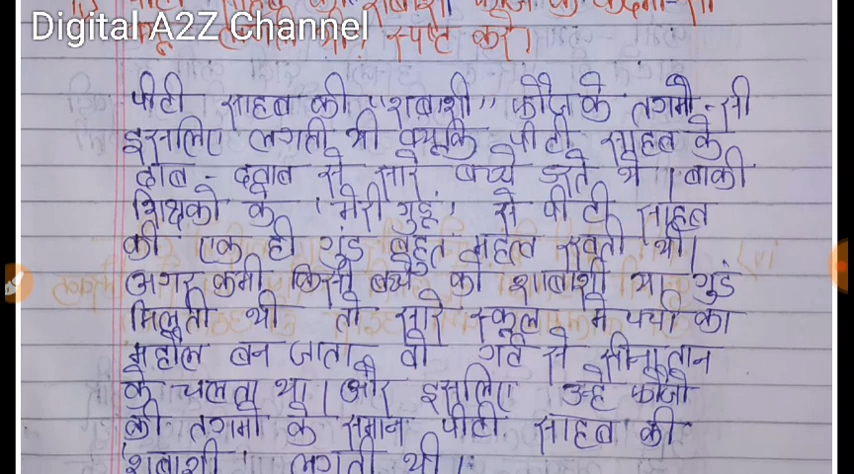 Digital A2Z Channel
स्पष्ट करें।
पीटी साहब की "शाबाशी" फौज के तगमों-सी
इसलिए लगती थी क्यूकि पीटी साहब के
दाब-दबाब से सारे बच्चे डरते थे। बाकी
शिक्षको के 'मेरी गुड्डू' से पीटी साहब
की एक ही गुंड बहुत महत्व रखती थी।
अगर कभी किसी बच्चे को शाबाशी या गुडं
मिलती थी तो सारे स्कूल में चर्चा का
महौल बन जाता वो गर्व से सीना तान
के चलता था। और इसलिए उन्हे फौजो
की तगमो के समान पीटी साहब की
'शाबाशी' लगती थी।